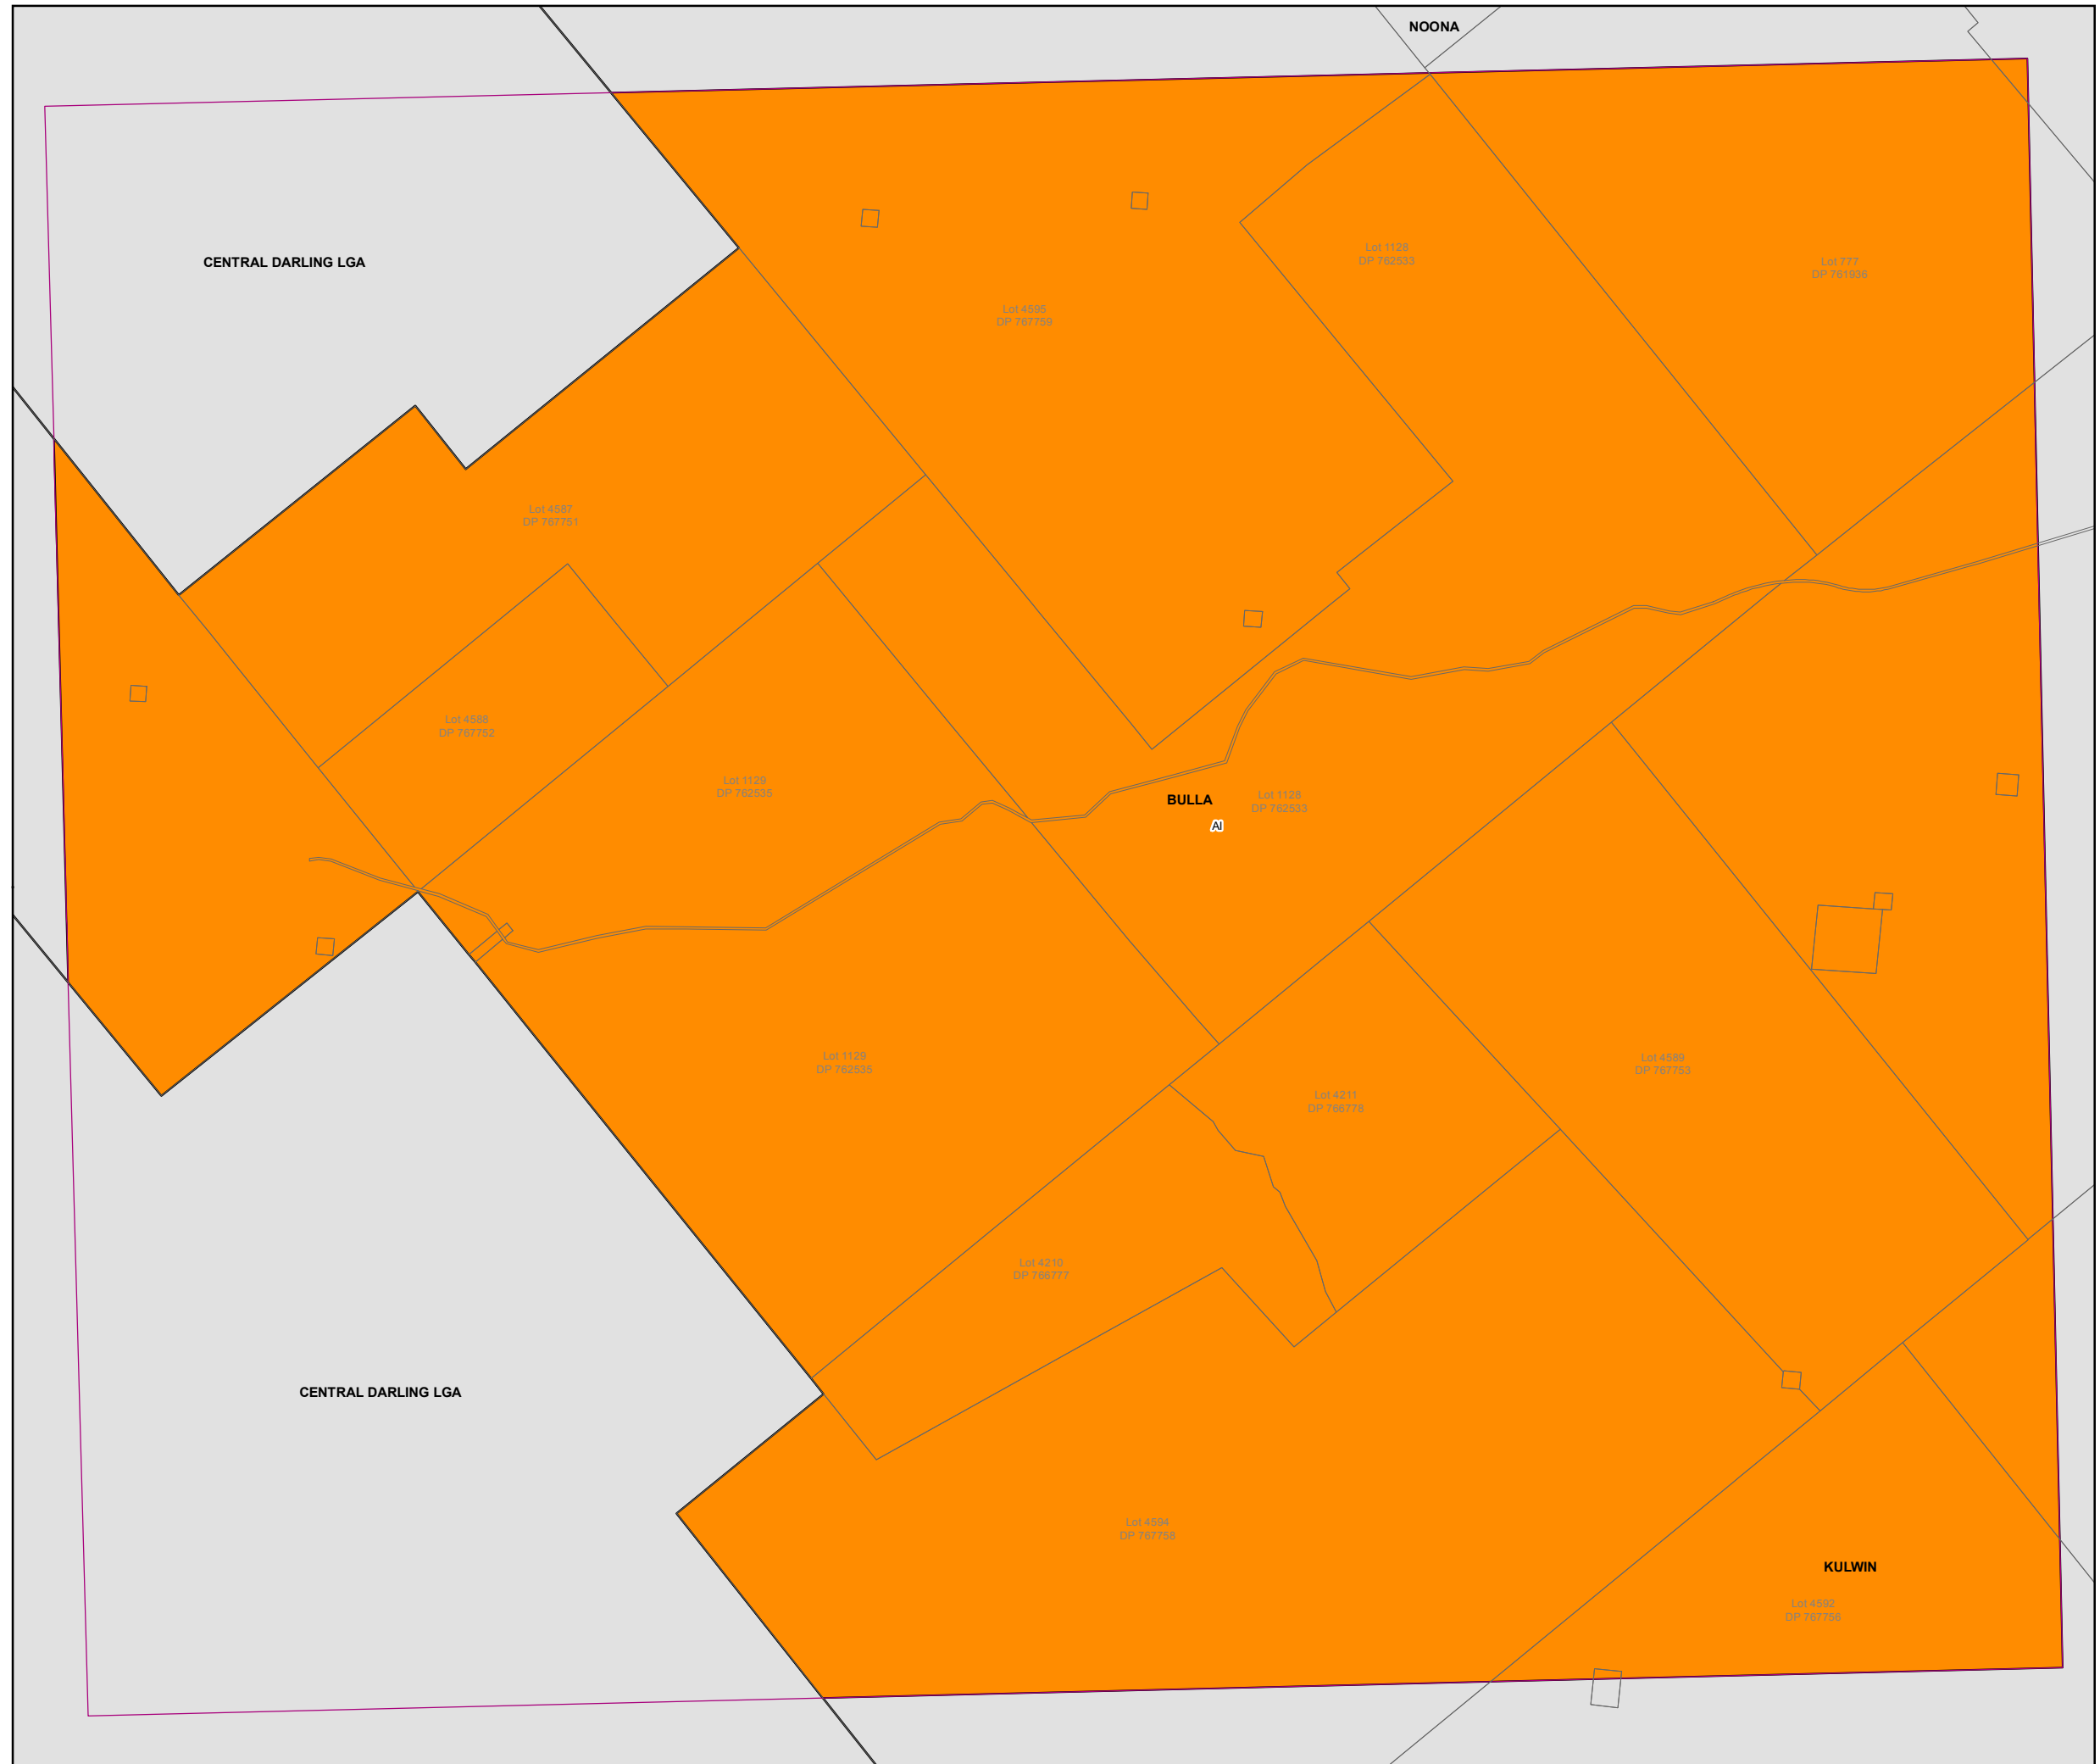 NOONA
CENTRAL DARLING LGA
Lot 1128
DP 762533
Lot 777
DP 761936
Lot 4595
DP 767759
Lot 4587
DP 767751
Lot 4588
DP 767752
Lot 1129
DP 762535
BULLA
Lot 1128
DP 762533
AI
Lot 1129
DP 762535
Lot 4589
DP 767753
Lot 4211
DP 766778
Lot 4210
DP 766777
CENTRAL DARLING LGA
Lot 4594
DP 767758
KULWIN
Lot 4592
DP 767756